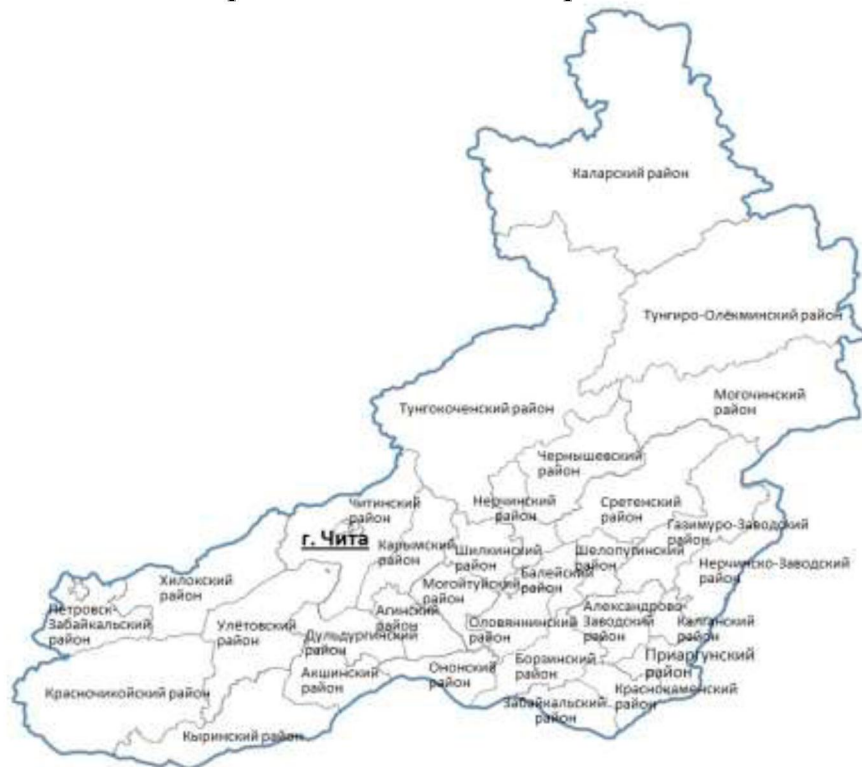 Каларский район
Тунгиро-Олёкминский район
Могочинский
район
Тунгокоченский район
Чернышевский
район
Читинский
район
Нерчинский
район
Сретенский
район
Газимуро-Заводский
район
г. Чита
Карымский
район
Шилкинский
район
Шелопугинский
район
Нерчинско-Заводский
район
Хилокский
район
Могойтуйский
район
Балейский
район
Петровск-
Забайкальский
район
Улётовский
район
Дульдургинский
район
Агинский
район
Оловяннинский
район
Александрово-
Заводский
район
Калганский
район
Красночикойский район
Акшинский
район
Ононский
район
Борзинский
район
Приаргунский
район
Забайкальский
район
Краснокаменский
район
Кыринский район